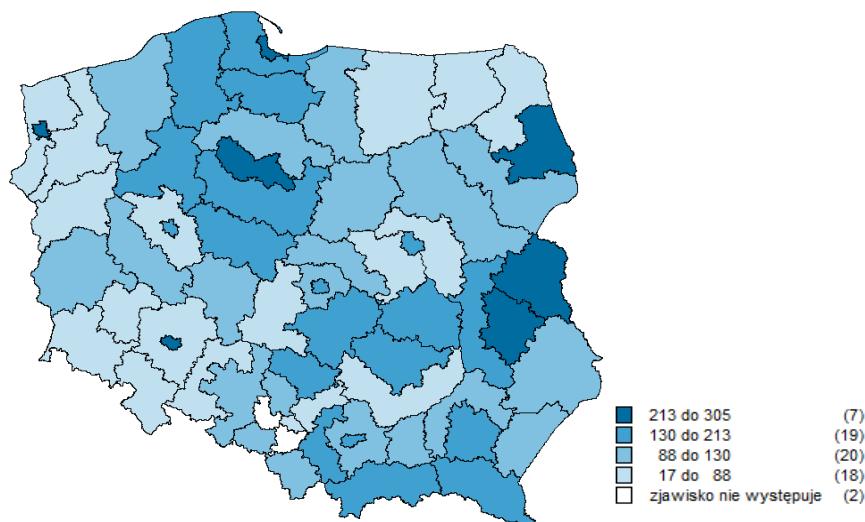 213 do 305 (7)
130 do 213 (19)
88 do 130 (20)
17 do 88 (18)
zjawisko nie występuje (2)